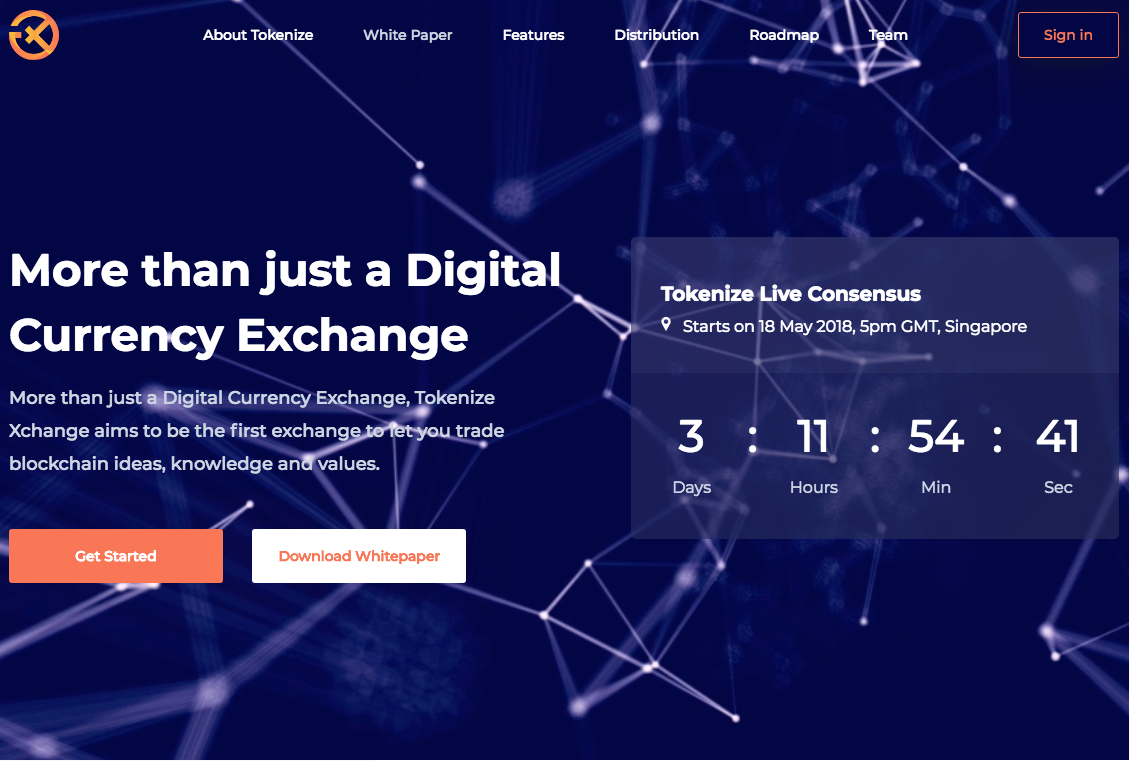 About Tokenize
White Paper
Features
Distribution
Roadmap
Team
Sign in
More than just a Digital
Currency Exchange
More than just a Digital Currency Exchange, Tokenize
Xchange aims to be the first exchange to let you trade
blockchain ideas, knowledge and values.
Get Started
Download Whitepaper
Tokenize Live Consensus
Starts on 18 May 2018, 5pm GMT, Singapore
3 : 11 : 54 : 41
Days Hours Min Sec